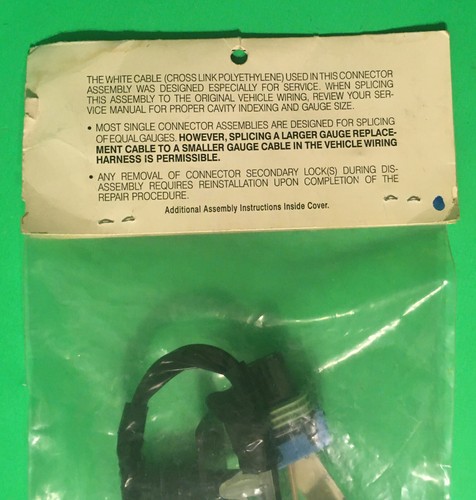 THE WHITE CABLE (CROSS LINK POLYETHYLENE) USED IN THIS CONNECTOR
ASSEMBLY WAS DESIGNED ESPECIALLY FOR SERVICE. WHEN SPLICING
THIS ASSEMBLY TO THE ORIGINAL VEHICLE WIRING, REVIEW YOUR SER-
VICE MANUAL FOR PROPER CAVITY INDEXING AND GAUGE SIZE.
• MOST SINGLE CONNECTOR ASSEMBLIES ARE DESIGNED FOR SPLICING
OF EQUAL GAUGES. HOWEVER, SPLICING A LARGER GAUGE REPLACE-
MENT CABLE TO A SMALLER GAUGE CABLE IN THE VEHICLE WIRING
HARNESS IS PERMISSIBLE.
• ANY REMOVAL OF CONNECTOR SECONDARY LOCK(S) DURING DIS-
ASSEMBLY REQUIRES REINSTALLATION UPON COMPLETION OF THE
REPAIR PROCEDURE.
Additional Assembly Instructions Inside Cover.